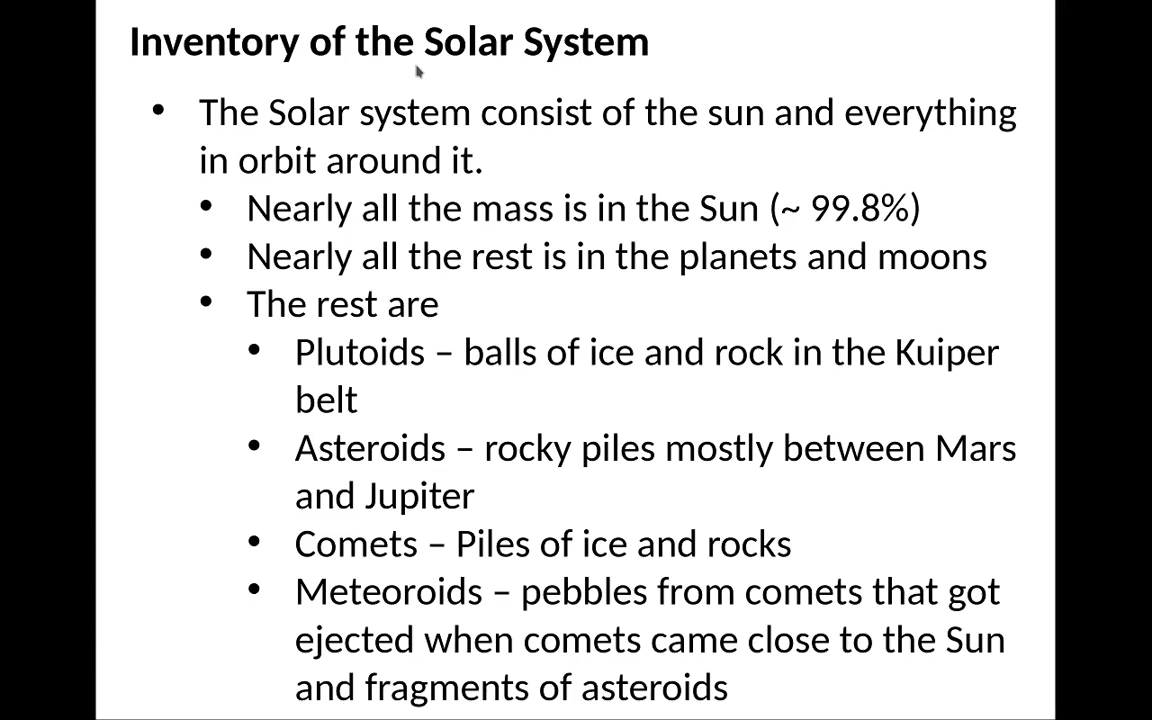 Inventory of the Solar System
• The Solar system consist of the sun and everything
in orbit around it.
• Nearly all the mass is in the Sun (~ 99.8%)
• Nearly all the rest is in the planets and moons
• The rest are
• Plutoids – balls of ice and rock in the Kuiper
belt
• Asteroids – rocky piles mostly between Mars
and Jupiter
• Comets – Piles of ice and rocks
• Meteoroids – pebbles from comets that got
ejected when comets came close to the Sun
and fragments of asteroids